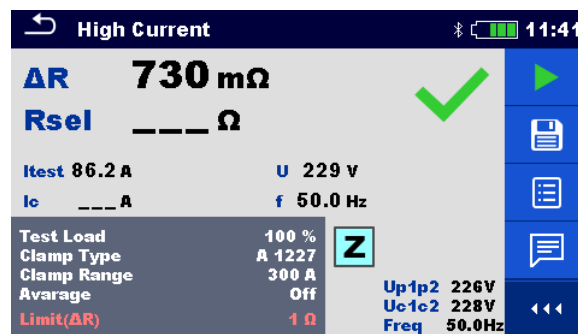 High Current 11:41
ΔR 730 mΩ
Rsel ___ Ω
Itest 86.2 A U 229 V
Ic ___ A f 50.0 Hz
Test Load 100 %
Clamp Type A 1227
Clamp Range 300 A
Avarage Off
Limit(ΔR) 1 Ω
Z
Up1p2 226V
Uc1c2 228V
Freq 50.0Hz